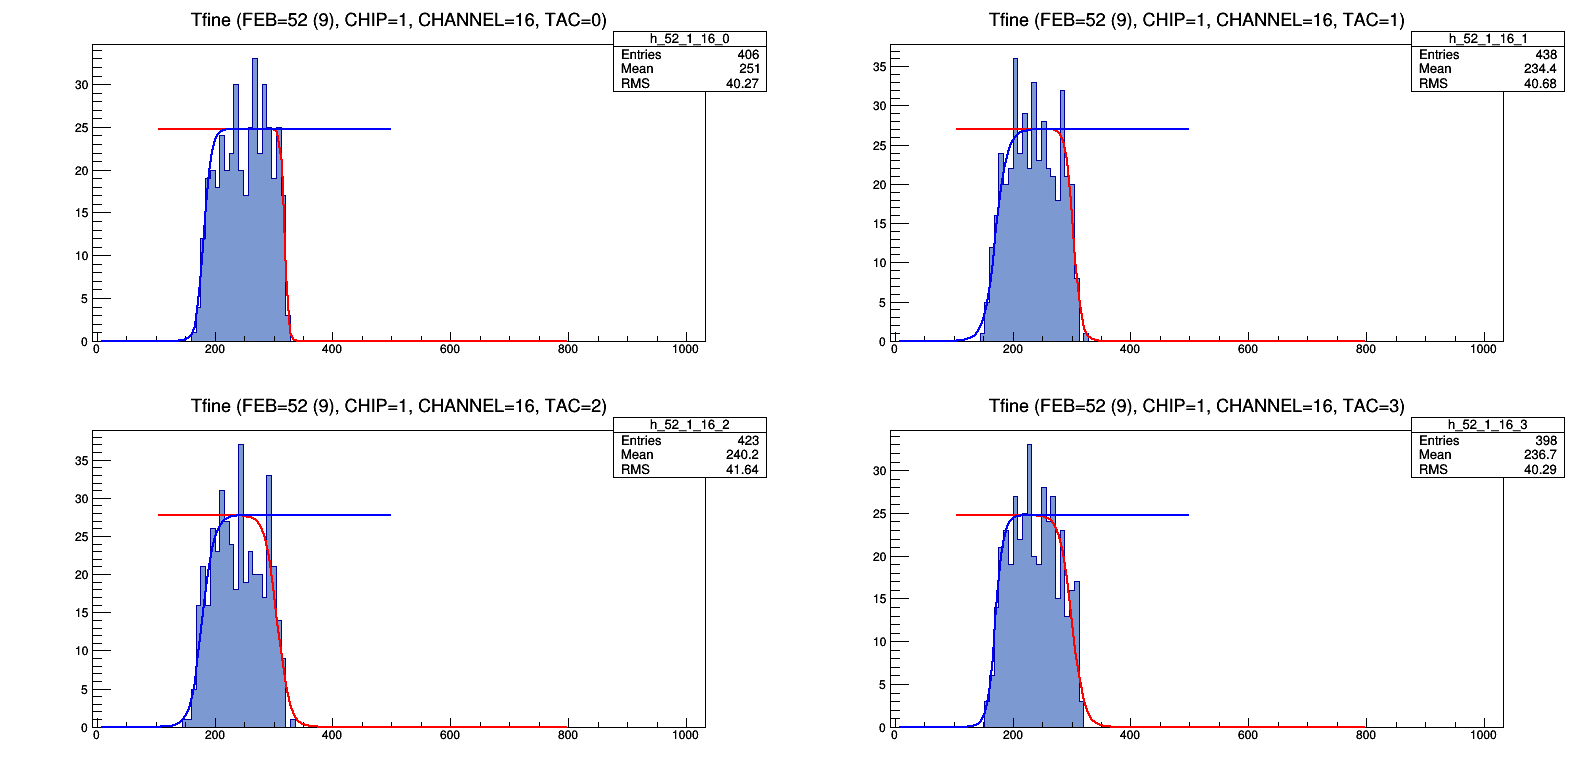 Tfine (FEB=52 (9), CHIP=1, CHANNEL=16, TAC=0)
h_52_1_16_0
Entries 406
Mean 251
RMS 40.27
30
25
20
15
10
5
0
0 200 400 600 800 1000
Tfine (FEB=52 (9), CHIP=1, CHANNEL=16, TAC=1)
h_52_1_16_1
Entries 438
Mean 234.4
RMS 40.68
35
30
25
20
15
10
5
0
0 200 400 600 800 1000
Tfine (FEB=52 (9), CHIP=1, CHANNEL=16, TAC=2)
h_52_1_16_2
Entries 423
Mean 240.2
RMS 41.64
35
30
25
20
15
10
5
0
0 200 400 600 800 1000
Tfine (FEB=52 (9), CHIP=1, CHANNEL=16, TAC=3)
h_52_1_16_3
Entries 398
Mean 236.7
RMS 40.29
30
25
20
15
10
5
0
0 200 400 600 800 1000